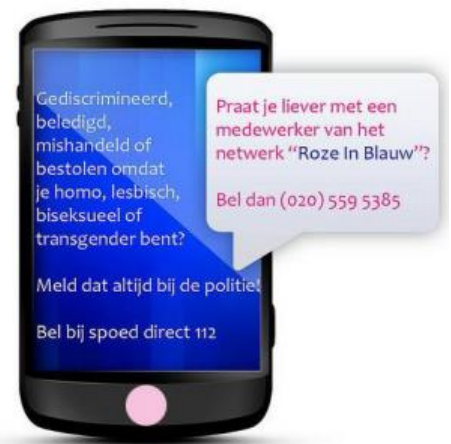 Gediscrimineerd,
beledigd,
mishandeld of
bestolen omdat
je homo, lesbisch,
biseksueel of
transgender bent?
Meld dat altijd bij de politie!
Bel bij spoed direct 112
Praat je liever met een
medewerker van het
netwerk “Roze In Blauw”?
Bel dan (020) 559 5385